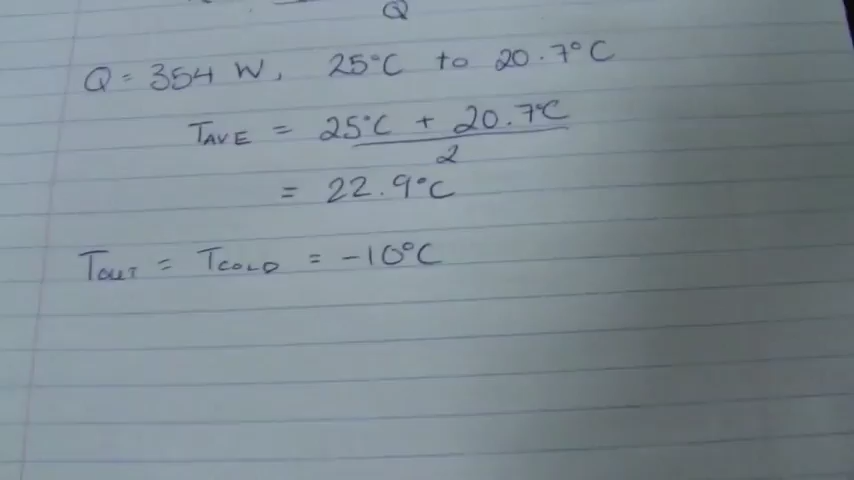 Q
Q = 354 W, 25°C to 20.7°C
TAVE = 25°C + 20.7°C
2
= 22.9°C
TOUT = TCOLD = -10°C